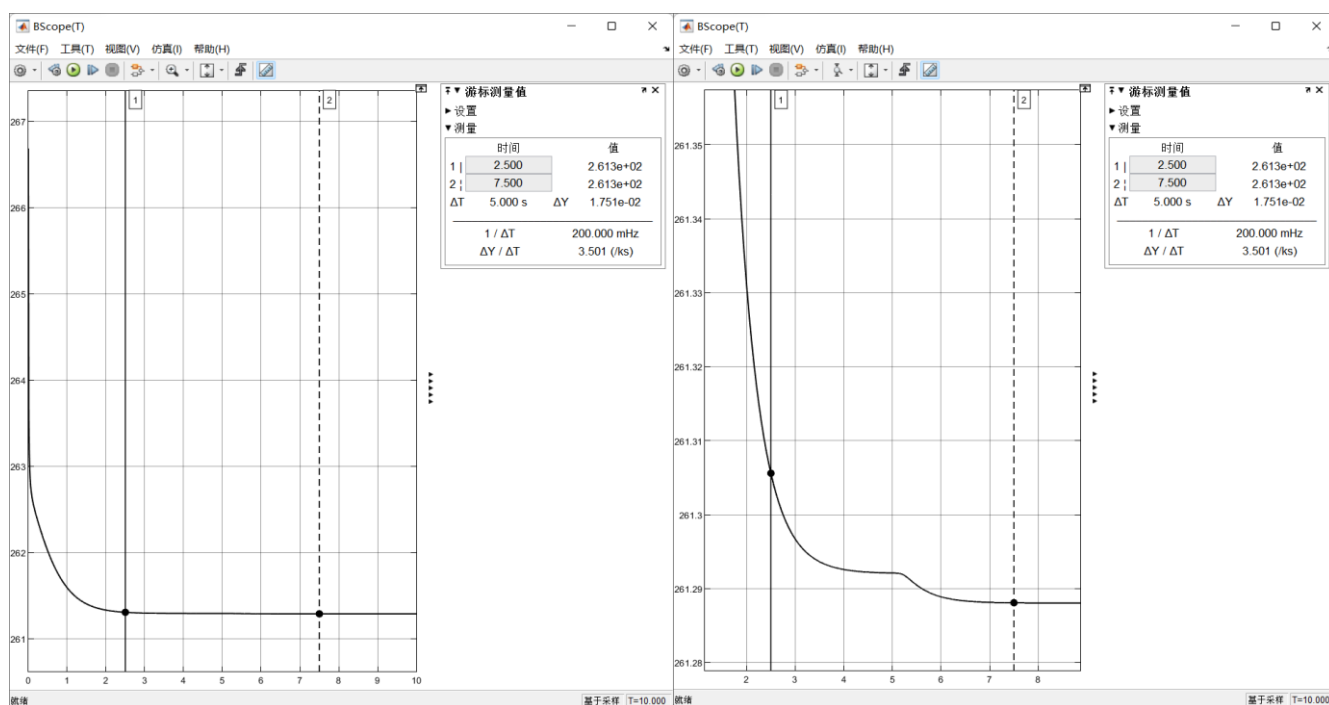 BScope(T)
文件(F) 工具(T) 视图(V) 仿真(I) 帮助(H)
267
266
265
264
263
262
261
0 1 2 3 4 5 6 7 8 9 10
1
2
游标测量值
设置
测量
时间 值
1 | 2.500 2.613e+02
2 ¦ 7.500 2.613e+02
ΔT 5.000 s ΔY 1.751e-02
1 / ΔT 200.000 mHz
ΔY / ΔT 3.501 (/ks)
就绪
基于采样 T=10.000
BScope(T)
文件(F) 工具(T) 视图(V) 仿真(I) 帮助(H)
261.35
261.34
261.33
261.32
261.31
261.3
261.29
261.28
2 3 4 5 6 7 8
1
2
游标测量值
设置
测量
时间 值
1 | 2.500 2.613e+02
2 ¦ 7.500 2.613e+02
ΔT 5.000 s ΔY 1.751e-02
1 / ΔT 200.000 mHz
ΔY / ΔT 3.501 (/ks)
就绪
基于采样 T=10.000